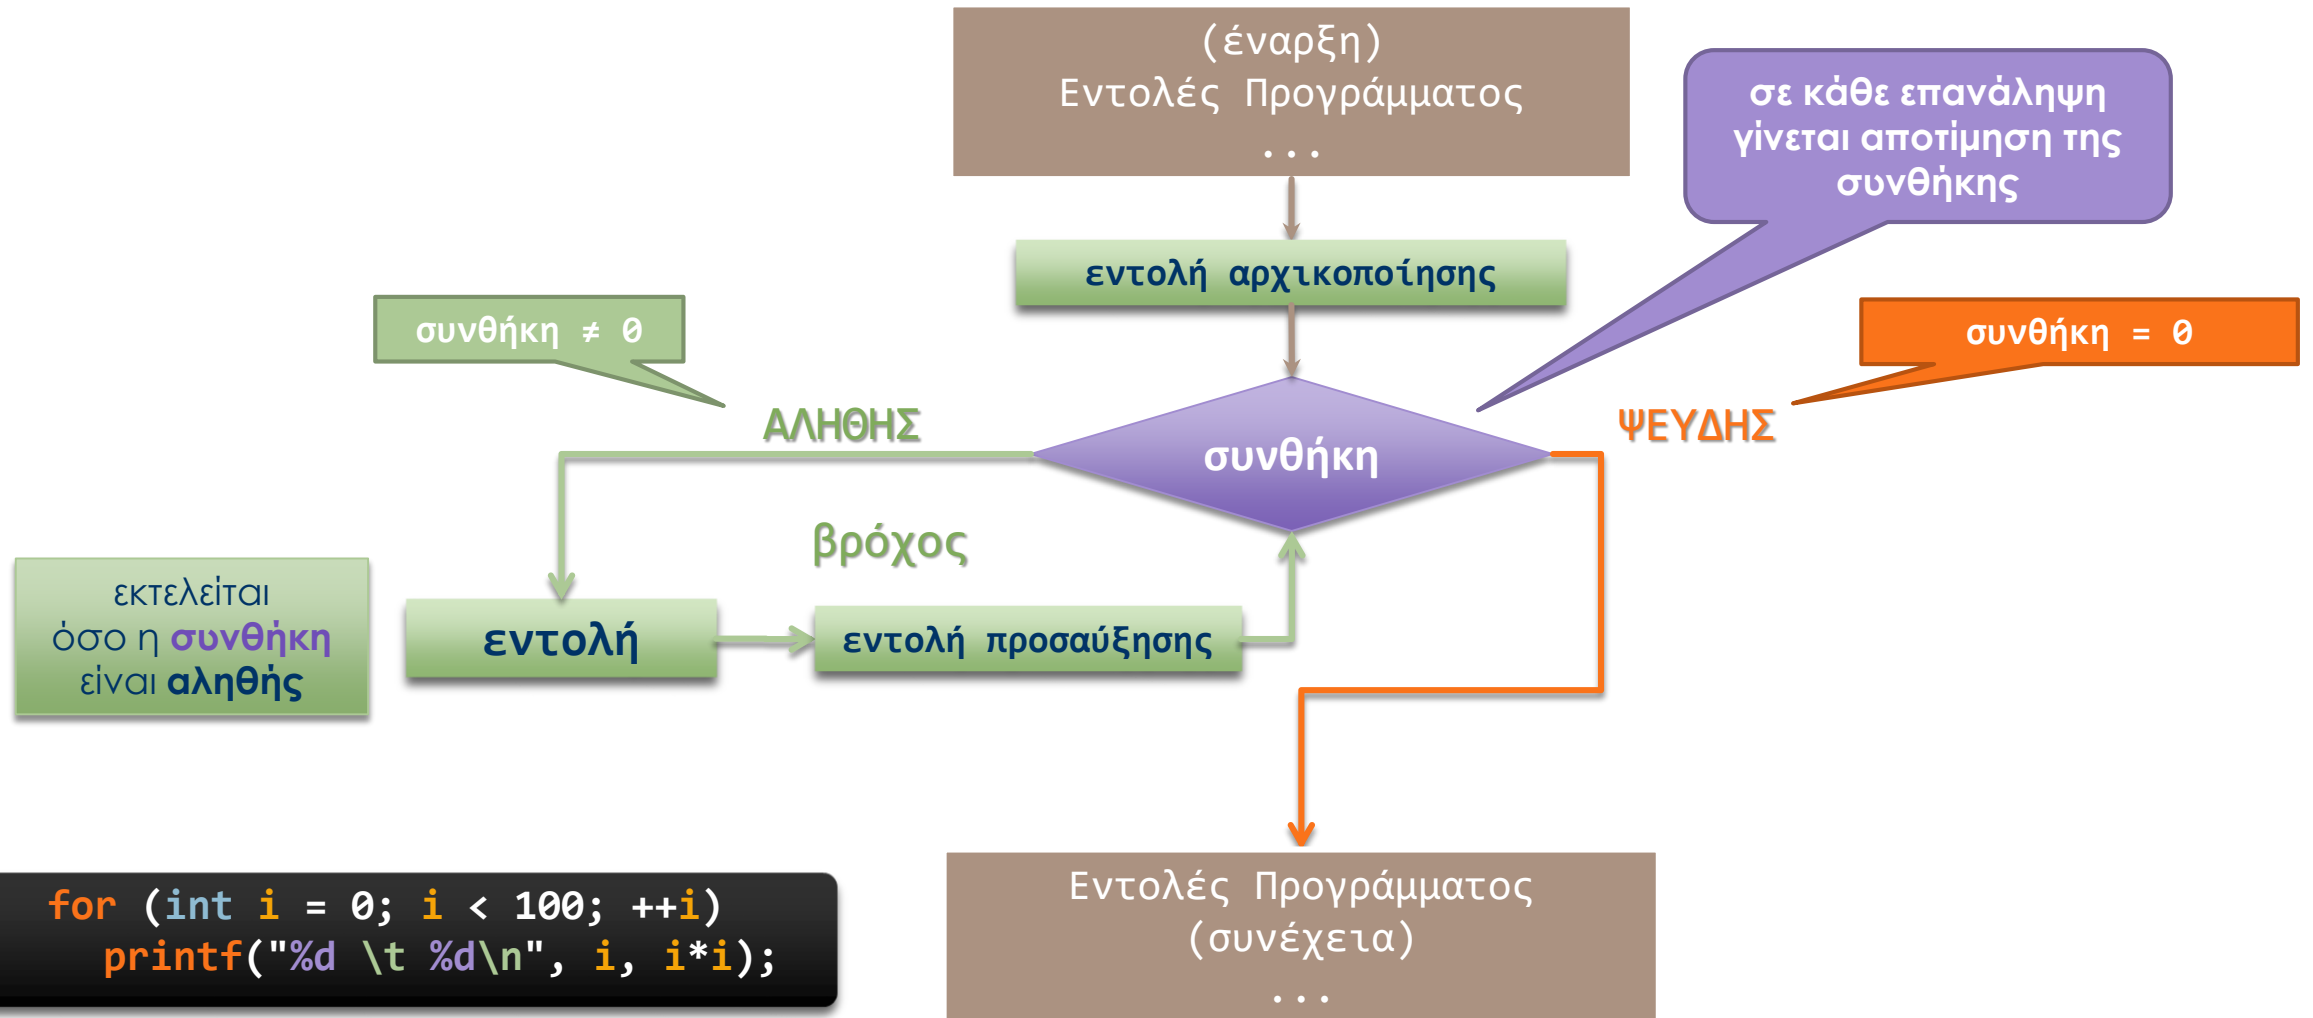 (έναρξη)
Εντολές Προγράμματος
...
σε κάθε επανάληψη
γίνεται αποτίμηση της
συνθήκης
εντολή αρχικοποίησης
συνθήκη ≠ 0
συνθήκη = 0
ΑΛΗΘΗΣ
ΨΕΥΔΗΣ
συνθήκη
βρόχος
εκτελείται
όσο η συνθήκη
είναι αληθής
εντολή
εντολή προσαύξησης
for (int i = 0; i < 100; ++i)
printf("%d \t %d\n", i, i*i);
Εντολές Προγράμματος
(συνέχεια)
...